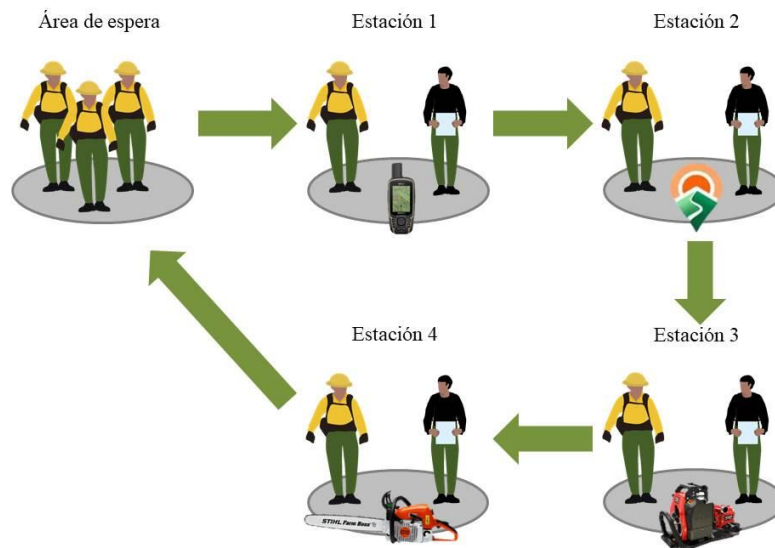 Área de espera
Estación 1
Estación 2
Estación 4
Estación 3
STIHL Farm Boss